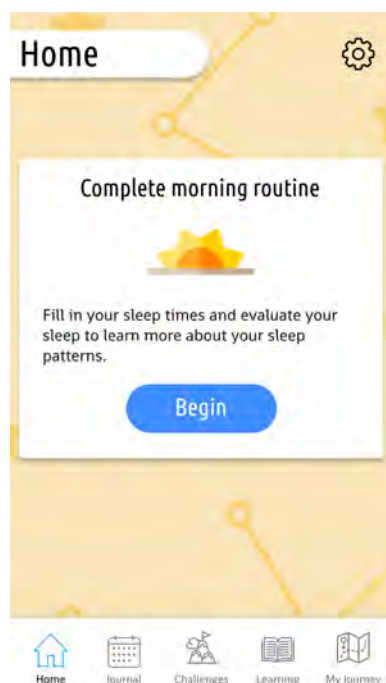 Home
Complete morning routine
Fill in your sleep times and evaluate your
sleep to learn more about your sleep
patterns.
Begin
Home Journal Challenges Learning My Journey